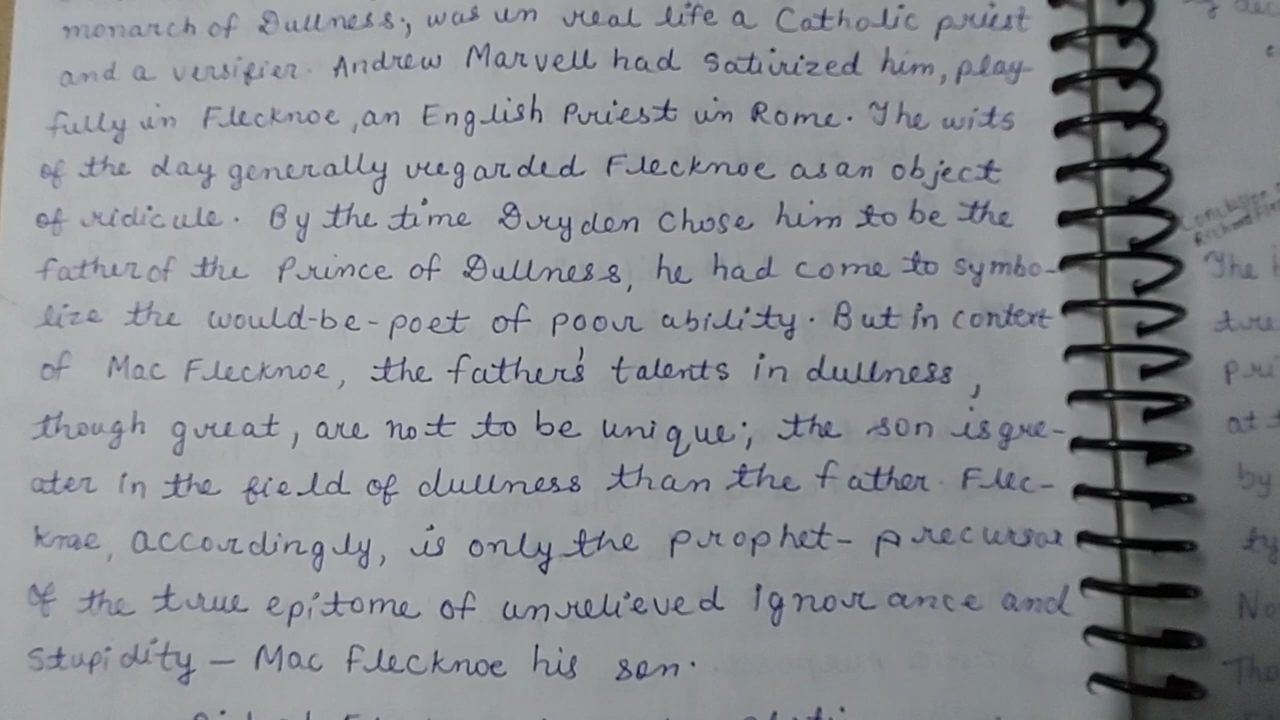 monarch of Dullness, was in real life a Catholic priest
and a versifier. Andrew Marvell had Satirized him, play-
fully in Flecknoe, an English Priest in Rome. The wits
of the day generally regarded Flecknoe as an object
of ridicule. By the time Dryden chose him to be the
father of the Prince of Dullness, he had come to symbo-
lize the would-be-poet of poor ability. But in context
of Mac Flecknoe, the father's talents in dullness,
though great, are not to be unique; the son is gre-
ater in the field of dullness than the father. Flec-
knoe, accordingly, is only the prophet-precursor
of the true epitome of unrelieved ignorance and
stupidity – Mac Flecknoe his son.
The
at
by
ty